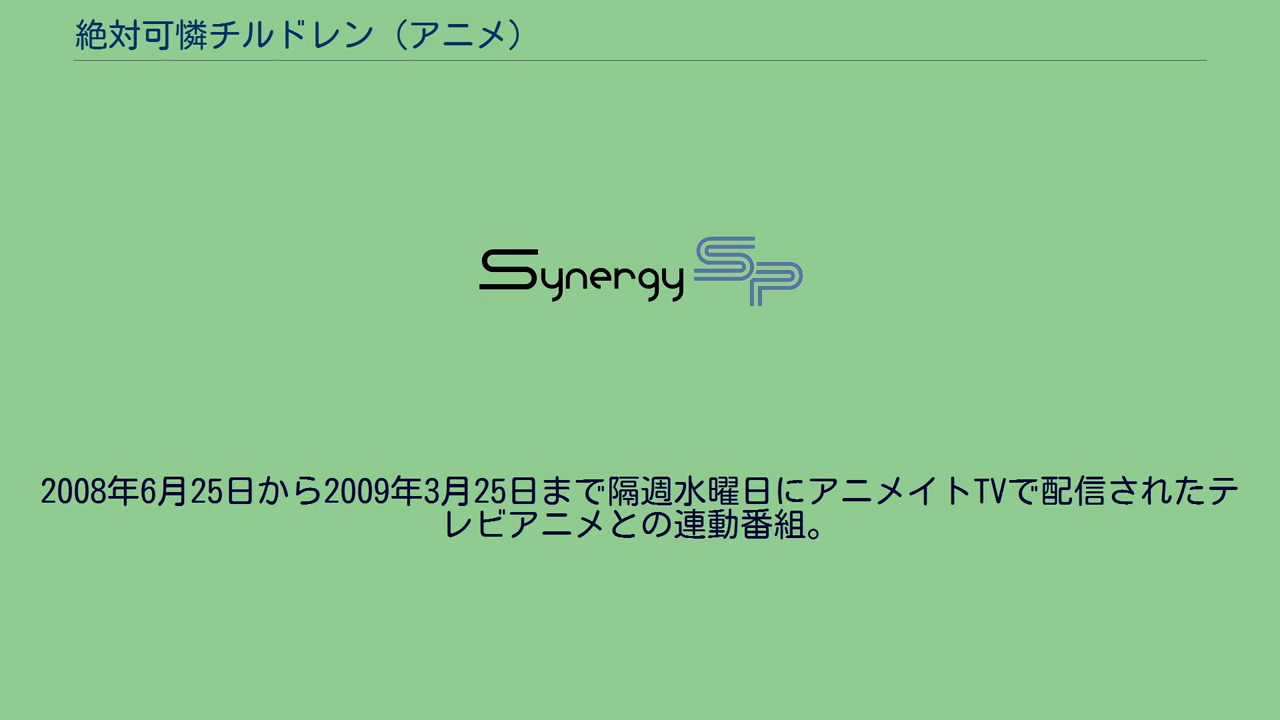 絶対可憐チルドレン（アニメ）
Synergy SP
2008年6月25日から2009年3月25日まで隔週水曜日にアニメイトTVで配信されたテ
レビアニメとの連動番組。